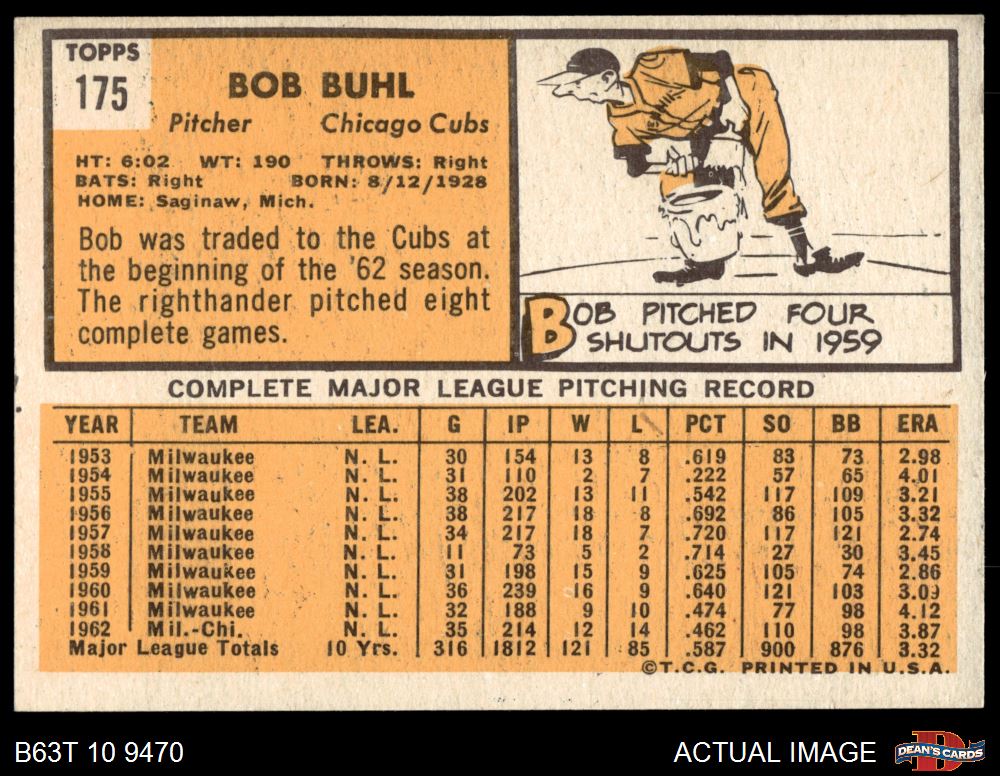 TOPPS
175
BOB BUHL
Pitcher Chicago Cubs
HT: 6:02 WT: 190 THROWS: Right
BATS: Right BORN: 8/12/1928
HOME: Saginaw, Mich.
Bob was traded to the Cubs at
the beginning of the '62 season.
The righthander pitched eight
complete games.
BOB PITCHED FOUR
SHUTOUTS IN 1959
COMPLETE MAJOR LEAGUE PITCHING RECORD
YEAR TEAM LEA. G IP W L PCT SO BB ERA
1953 Milwaukee N. L. 30 154 13 8 .619 83 73 2.98
1954 Milwaukee N. L. 31 110 2 7 .222 57 65 4.01
1955 Milwaukee N. L. 38 202 13 11 .542 117 109 3.21
1956 Milwaukee N. L. 38 217 18 8 .692 86 105 3.32
1957 Milwaukee N. L. 34 217 18 7 .720 117 121 2.74
1958 Milwaukee N. L. 11 73 5 2 .714 27 30 3.45
1959 Milwaukee N. L. 31 198 15 9 .625 105 74 2.86
1960 Milwaukee N. L. 36 239 16 9 .640 121 103 3.09
1961 Milwaukee N. L. 32 188 9 10 .474 77 98 4.12
1962 Mil.-Chi. N. L. 35 214 12 14 .462 110 98 3.87
Major League Totals 10 Yrs. 316 1812 121 85 .587 900 876 3.32
©T.C.G. PRINTED IN U.S.A.
B63T 10 9470
ACTUAL IMAGE
DEAN'S CARDS